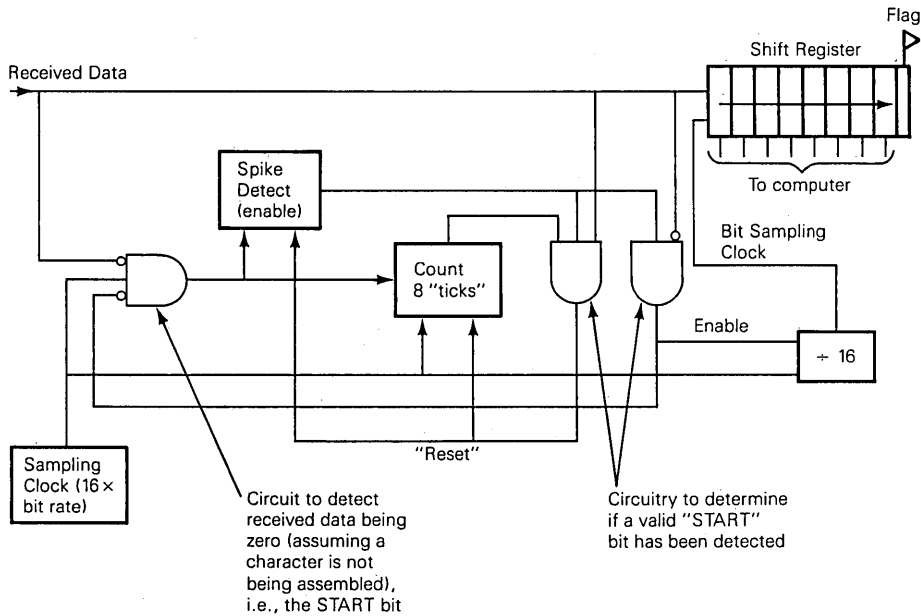 Flag
Shift Register
Received Data
To computer
Spike
Detect
(enable)
Count
8 "ticks"
Bit Sampling
Clock
Enable
÷ 16
"Reset"
Sampling
Clock (16×
bit rate)
Circuit to detect
received data being
zero (assuming a
character is not
being assembled),
i.e., the START bit
Circuitry to determine
if a valid "START"
bit has been detected